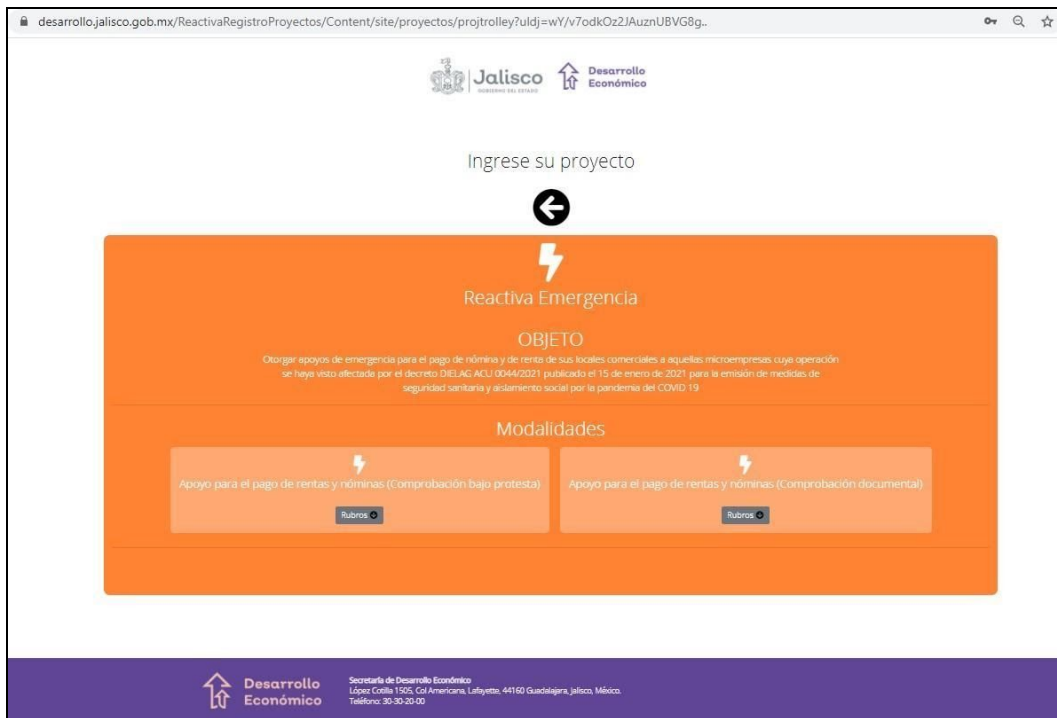 desarrollo.jalisco.gob.mx/ReactivaRegistroProyectos/Content/site/proyectos/projtrolley?uldj=wY/v7odkOz2JAuznUBVG8g..
Jalisco
GOBIERNO DEL ESTADO
Desarrollo
Económico
Ingrese su proyecto
Reactiva Emergencia
OBJETO
Otorgar apoyos de emergencia para el pago de nómina y de renta de sus locales comerciales a aquellas microempresas cuya operación
se haya visto afectada por el decreto DIELAG ACU 0044/2021 publicado el 15 de enero de 2021 para la emisión de medidas de
seguridad sanitaria y aislamiento social por la pandemia del COVID 19
Modalidades
Apoyo para el pago de rentas y nóminas (Comprobación bajo protesta)
Rubros
Apoyo para el pago de rentas y nóminas (Comprobación documental)
Rubros
Desarrollo
Económico
Secretaría de Desarrollo Económico
López Cotilla 1505, Col Americana, Lafayette, 44160 Guadalajara, Jalisco, México.
Teléfono: 30-30-20-00